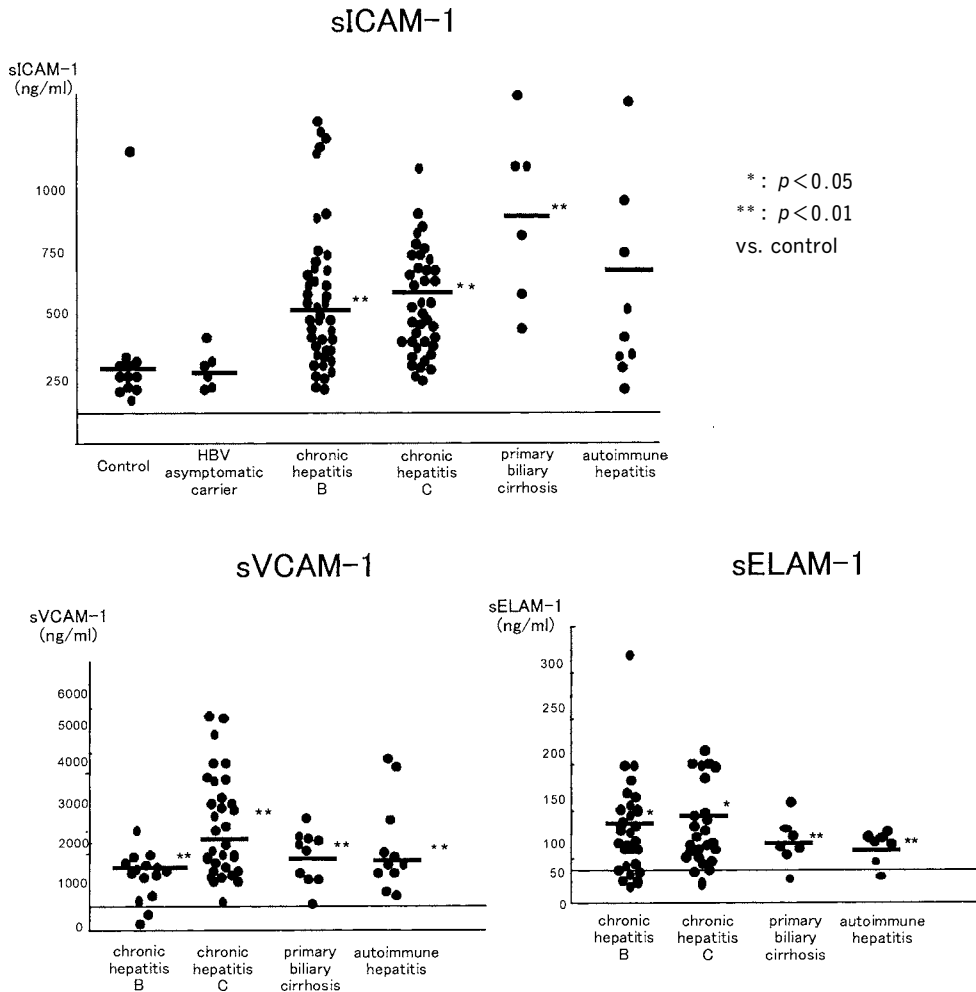 sICAM-1
sICAM-1
(ng/ml)
1000
750
500
250
**
**
**
*: p<0.05
**: p<0.01
vs. control
Control
HBV
asymptomatic
carrier
chronic
hepatitis
B
chronic
hepatitis
C
primary
biliary
cirrhosis
autoimmune
hepatitis
sVCAM-1
sVCAM-1
(ng/ml)
6000
5000
4000
3000
2000
1000
0
**
**
**
**
chronic
hepatitis
B
chronic
hepatitis
C
primary
biliary
cirrhosis
autoimmune
hepatitis
sELAM-1
sELAM-1
(ng/ml)
300
250
200
150
100
50
0
*
*
**
**
chronic
hepatitis
B
chronic
hepatitis
C
primary
biliary
cirrhosis
autoimmune
hepatitis